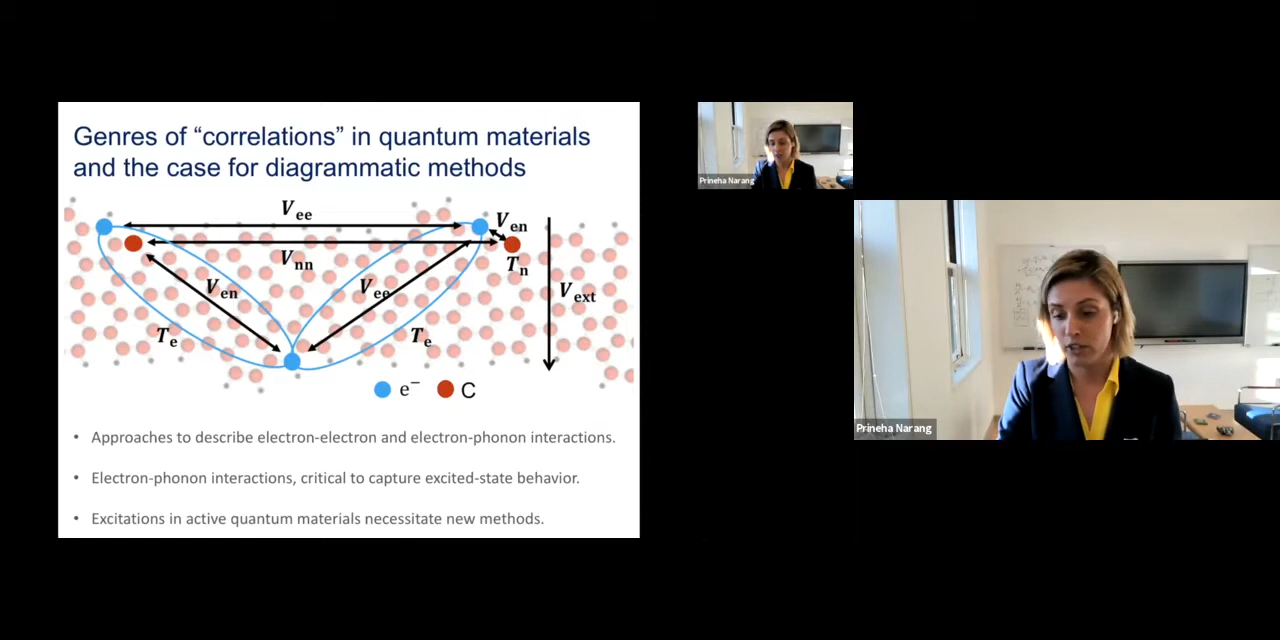 Genres of “correlations” in quantum materials
and the case for diagrammatic methods
Vee
Ven
Vnn
Tn
Ven
Vee
Vext
Te
Te
e⁻
C
• Approaches to describe electron-electron and electron-phonon interactions.
• Electron-phonon interactions, critical to capture excited-state behavior.
• Excitations in active quantum materials necessitate new methods.
Prineha Narang
Prineha Narang